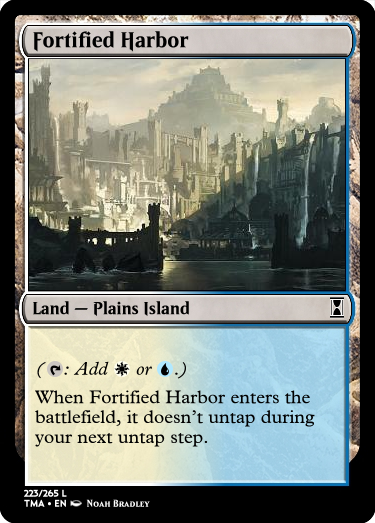 Fortified Harbor
Land — Plains Island
(: Add or .)
When Fortified Harbor enters the
battlefield, it doesn't untap during
your next untap step.
223/265 L
TMA • EN Noah Bradley